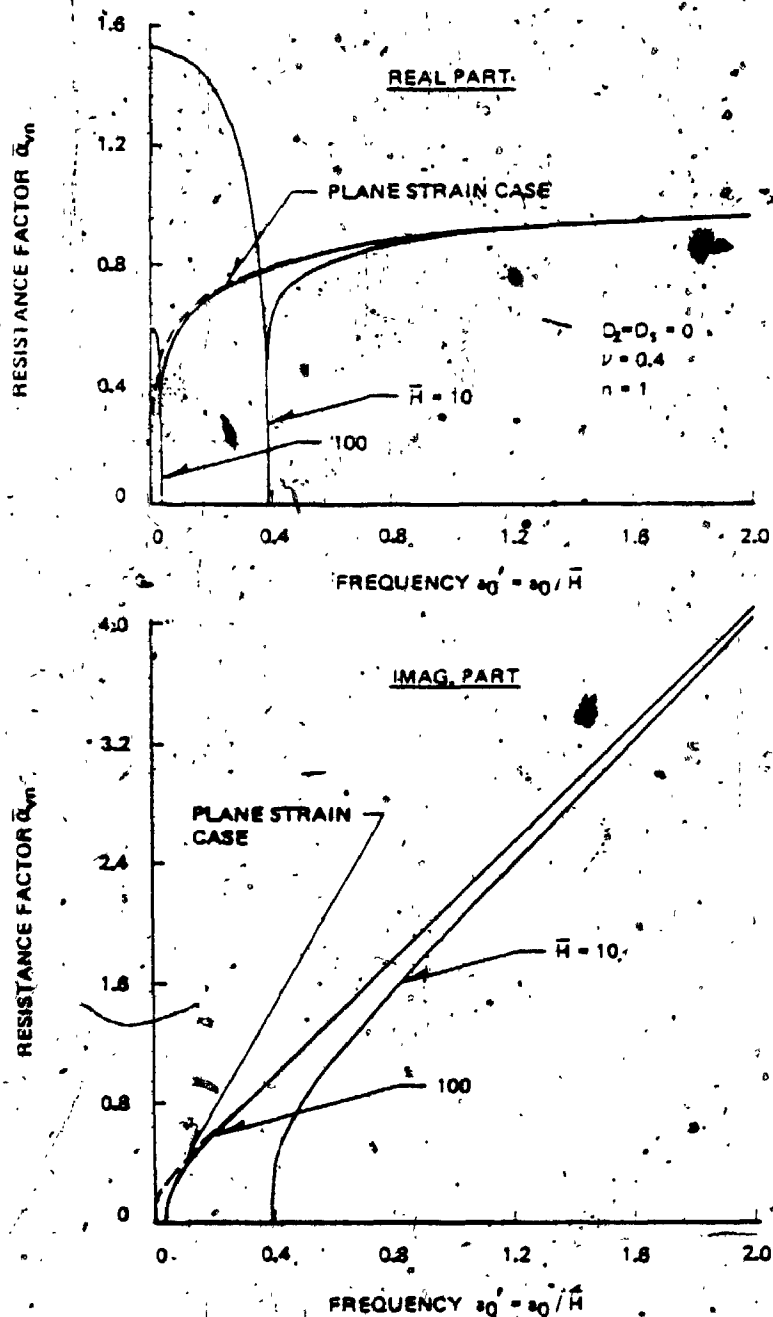 1.6
REAL PART
1.2
PLANE STRAIN CASE
RESISTANCE FACTOR ᾱvn
0.8
D₂=D₅ = 0
ν = 0.4
n = 1
0.4
H̅ = 10
100
0
0 0.4 0.8 1.2 1.6 2.0
FREQUENCY a₀' = a₀/H̅
4.0
IMAG. PART
3.2
PLANE STRAIN
CASE
RESISTANCE FACTOR ᾱvn
2.4
H̅ = 10
1.6
100
0.8
0
0 0.4 0.8 1.2 1.6 2.0
FREQUENCY a₀' = a₀/H̅